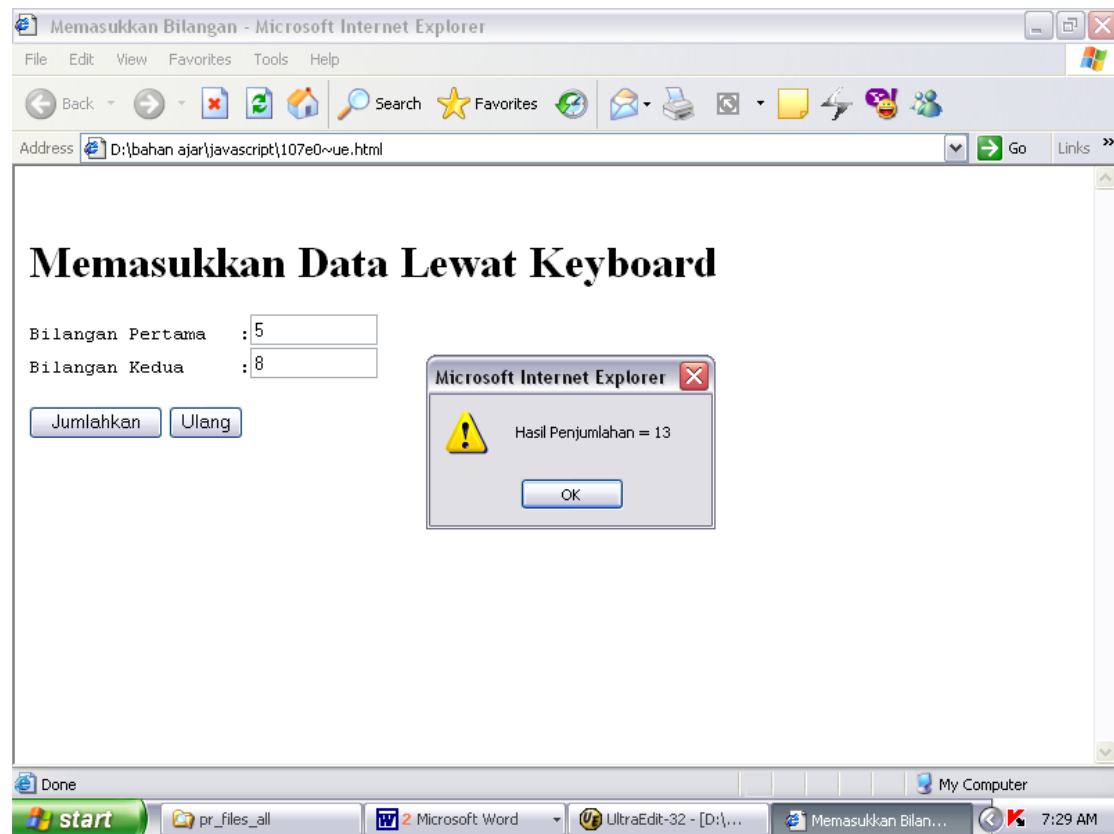 Memasukkan Bilangan - Microsoft Internet Explorer
File Edit View Favorites Tools Help
Back Search Favorites
Address D:\bahan ajar\javascript\107e0~ue.html Go Links »
Memasukkan Data Lewat Keyboard
Bilangan Pertama :5
Bilangan Kedua :8
Jumlahkan Ulang
Microsoft Internet Explorer
Hasil Penjumlahan = 13
OK
Done My Computer
start pr_files_all 2 Microsoft Word UltraEdit-32 - [D:\... Memasukkan Bilan... 7:29 AM